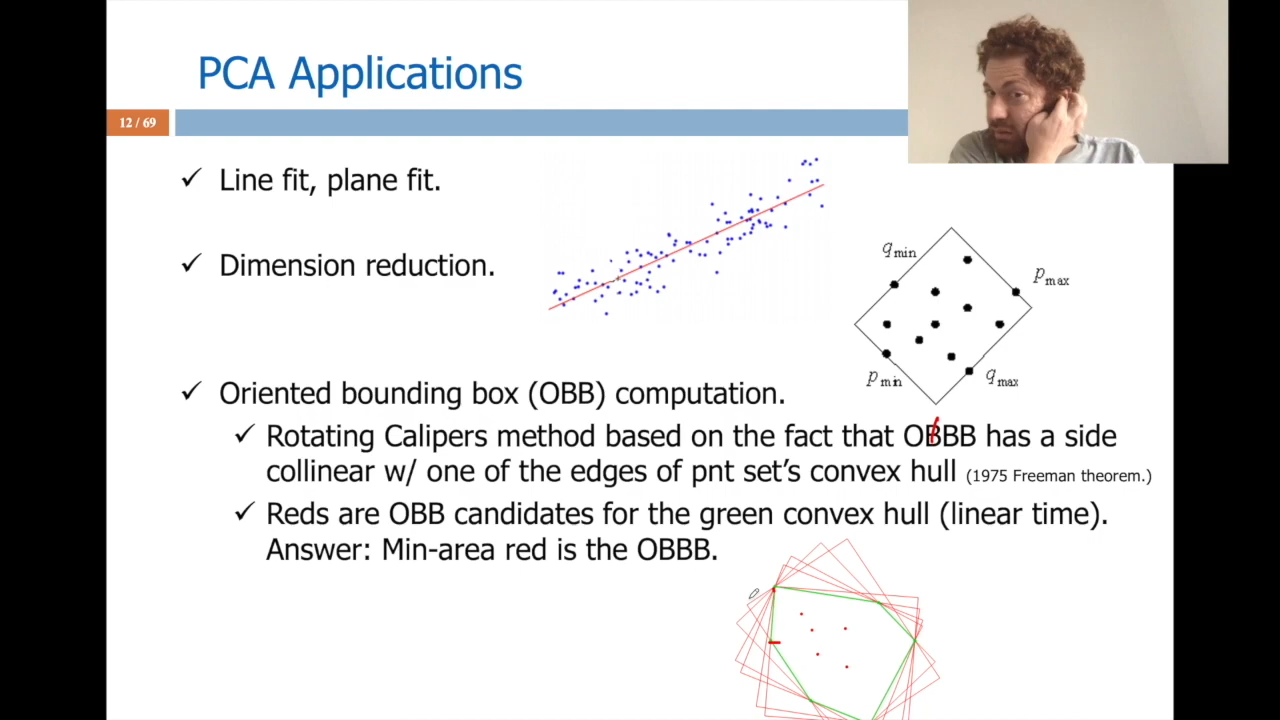 PCA Applications
12 / 69
✓ Line fit, plane fit.
✓ Dimension reduction.
q min
p max
p min
q max
✓ Oriented bounding box (OBB) computation.
✓ Rotating Calipers method based on the fact that OBBB has a side
collinear w/ one of the edges of pnt set's convex hull (1975 Freeman theorem.)
✓ Reds are OBB candidates for the green convex hull (linear time).
Answer: Min-area red is the OBBB.